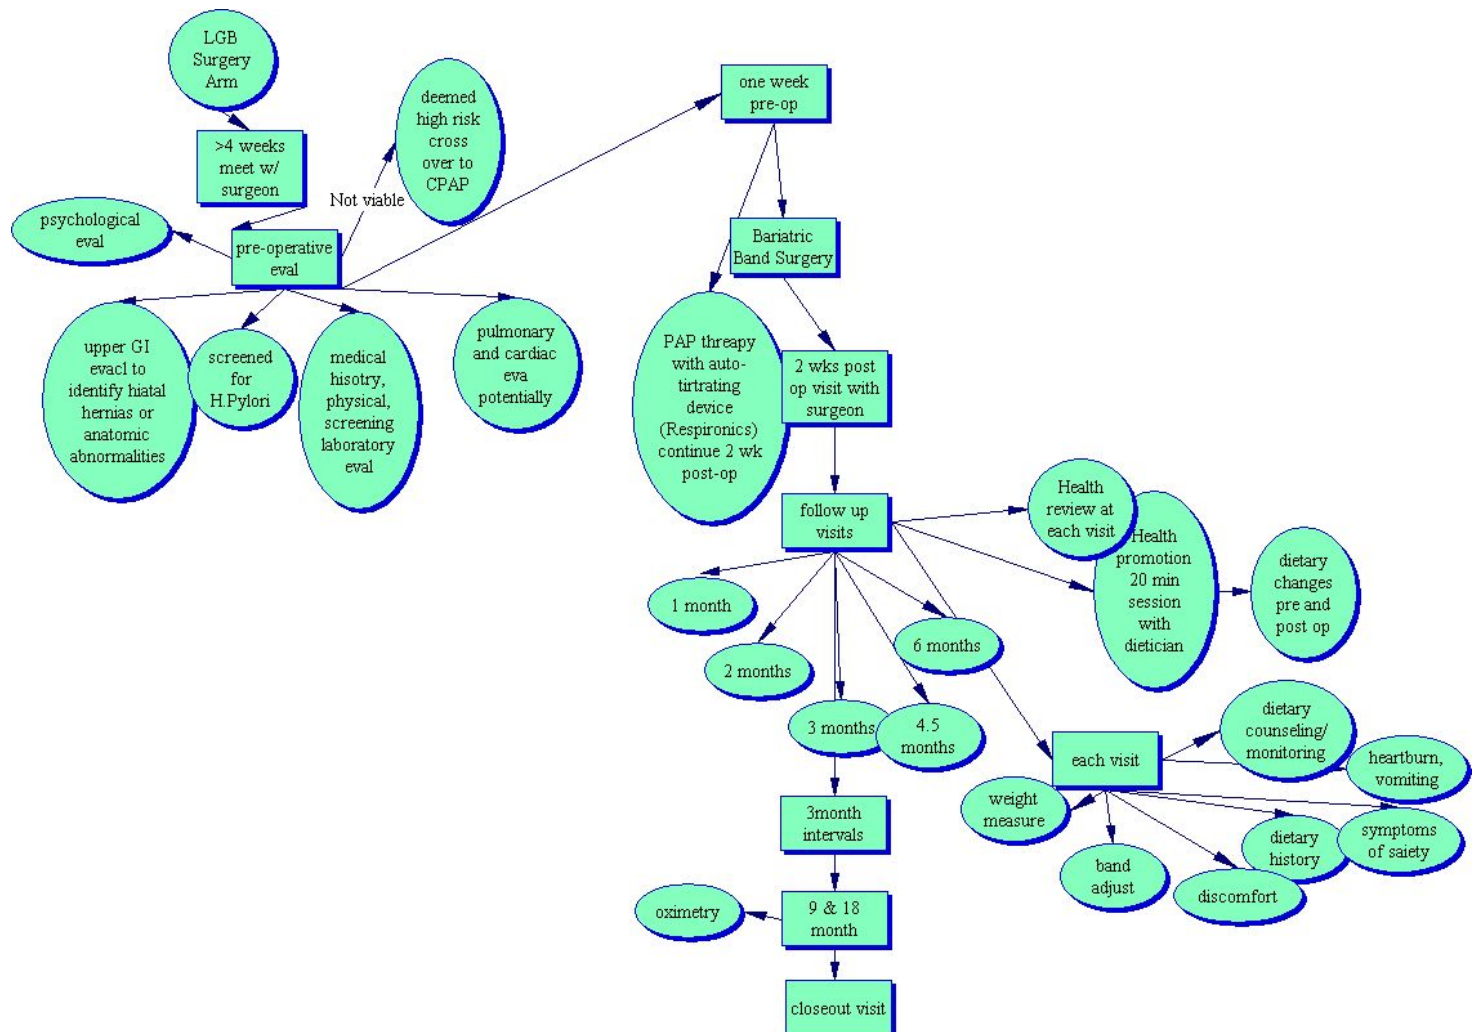 LGB
Surgery
Arm
>4 weeks
meet w/
surgeon
psychological
eval
pre-operative
eval
Not viable
deemed
high risk
cross
over to
CPAP
upper GI
evacl to
identify hiatal
hernias or
anatomic
abnormalities
screened
for
H.Pylori
medical
hisotry,
physical,
screening
laboratory
eval
pulmonary
and cardiac
eva
potentially
one week
pre-op
Bariatric
Band Surgery
PAP threapy
with auto-
tirtrating
device
(Respironics)
continue 2 wk
post-op
2 wks post
op visit with
surgeon
follow up
visits
Health
review at
each visit
Health
promotion
20 min
session
with
dietician
dietary
changes
pre and
post op
1 month
2 months
3 months
4.5
months
6 months
each visit
dietary
counseling/
monitoring
heartburn,
vomiting
weight
measure
band
adjust
discomfort
dietary
history
symptoms
of saiety
3month
intervals
oximetry
9 & 18
month
closeout visit